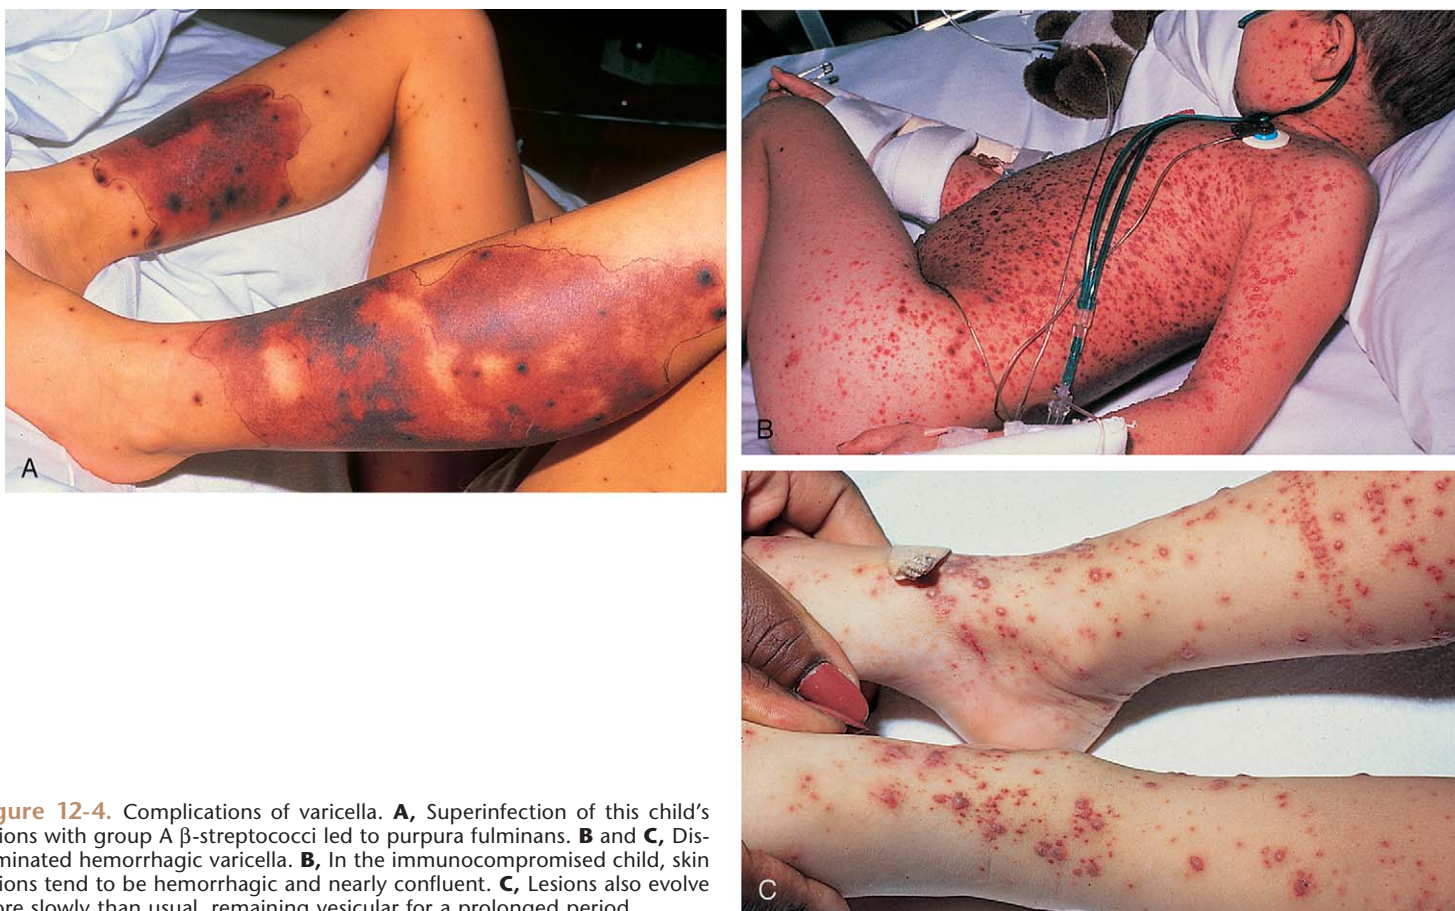 A
B
C
gure 12-4. Complications of varicella. A, Superinfection of this child's
ions with group A β-streptococci led to purpura fulminans. B and C, Dis-
minated hemorrhagic varicella. B, In the immunocompromised child, skin
ions tend to be hemorrhagic and nearly confluent. C, Lesions also evolve
ore slowly than usual, remaining vesicular for a prolonged period.